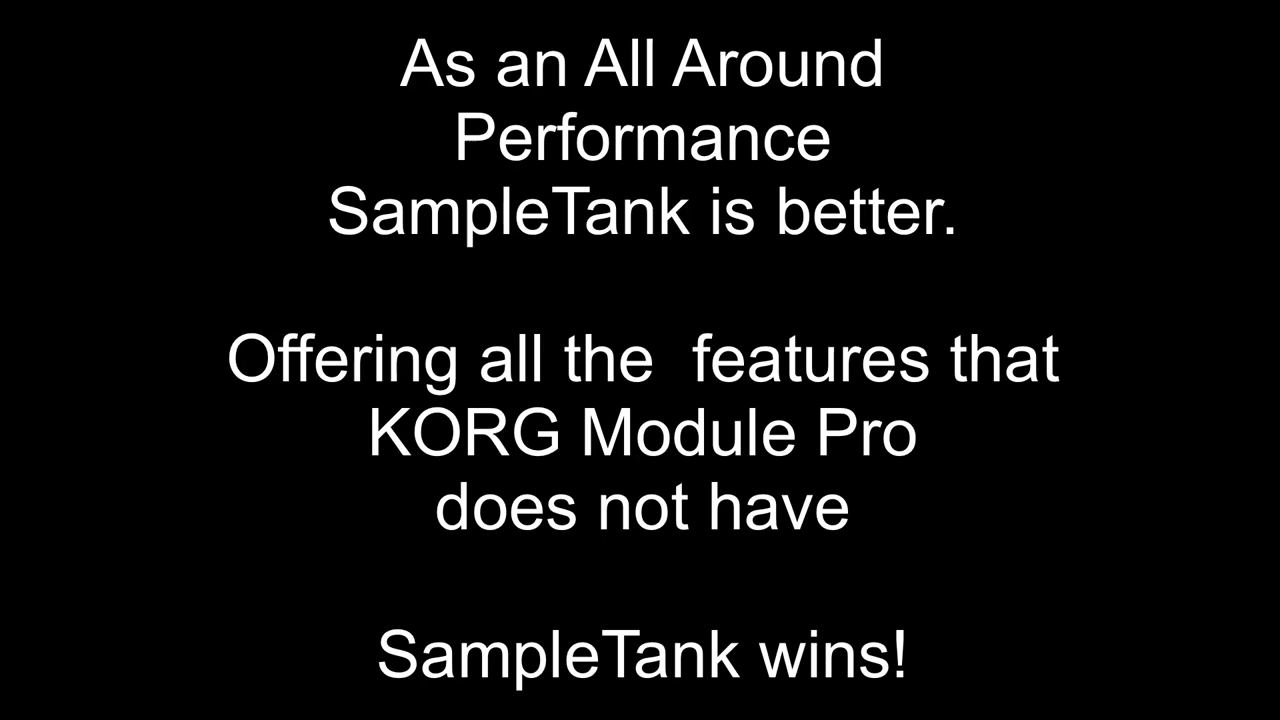 As an All Around
Performance
SampleTank is better.
Offering all the  features that
KORG Module Pro
does not have
SampleTank wins!